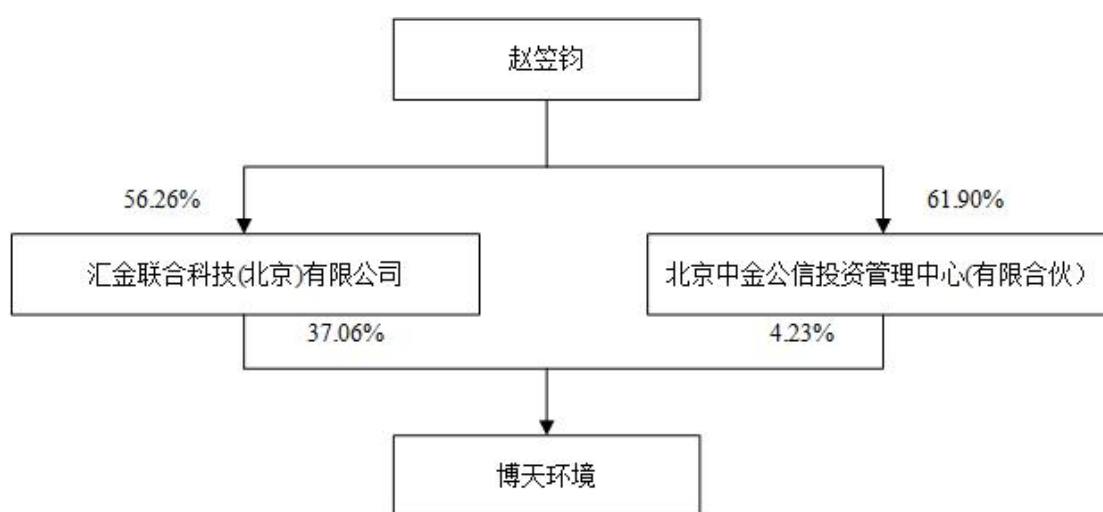 赵笠钧
56.26%
61.90%
汇金联合科技(北京)有限公司
北京中金公信投资管理中心(有限合伙）
37.06%
4.23%
博天环境